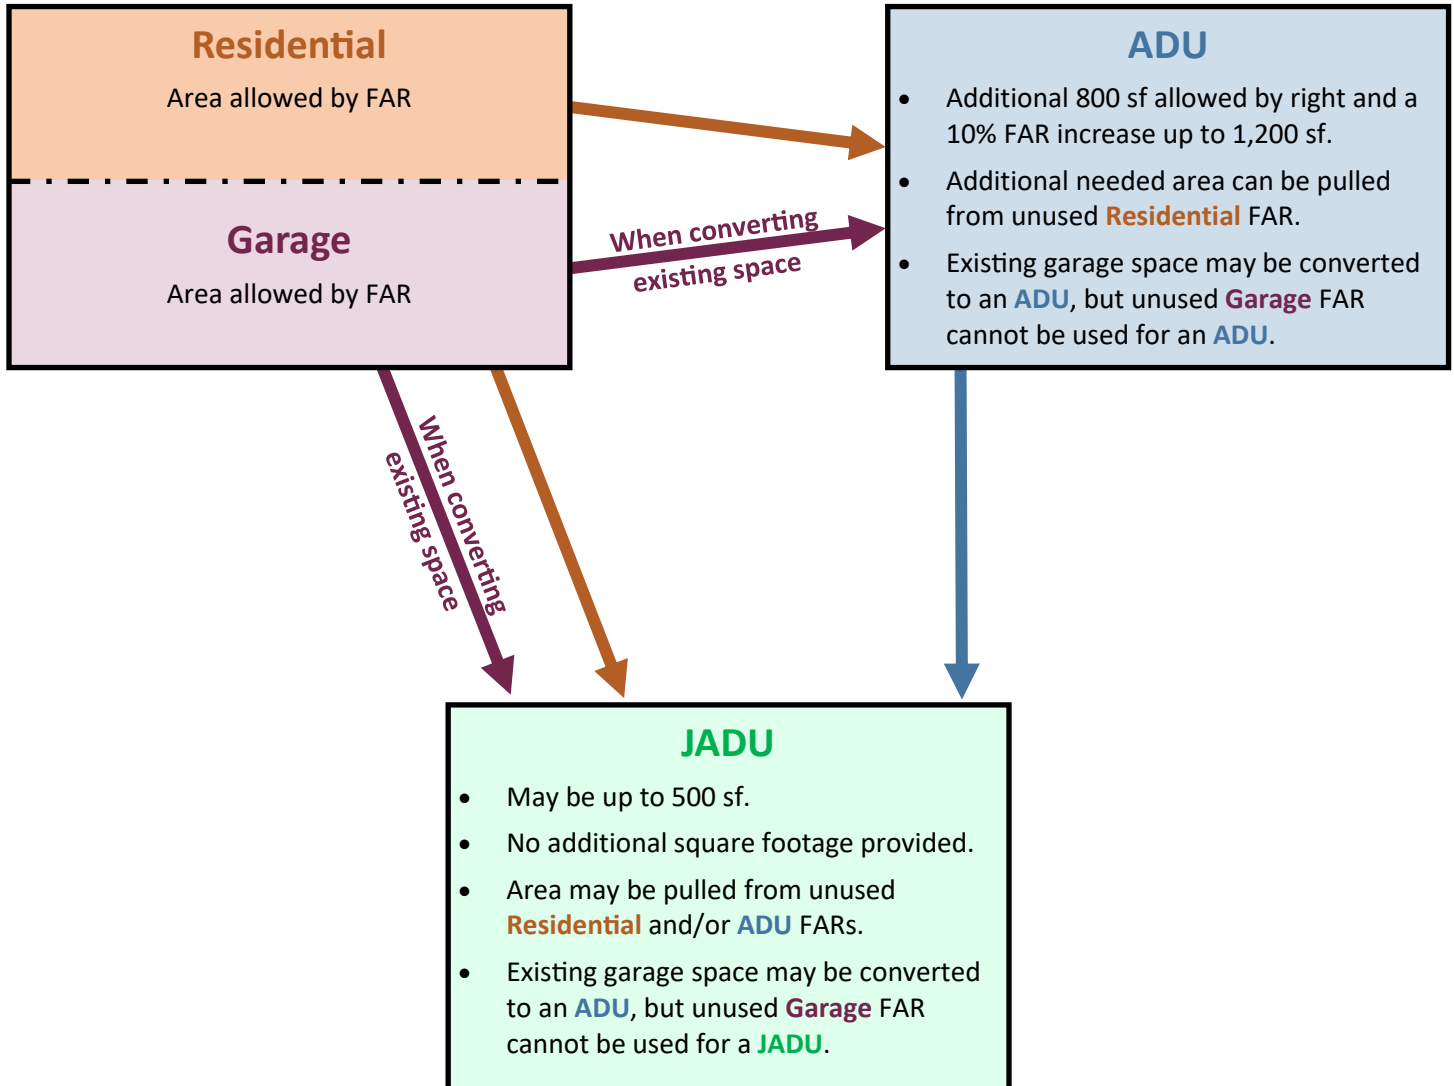 Residential
Area allowed by FAR
Garage
Area allowed by FAR
When converting
existing space
ADU
• Additional 800 sf allowed by right and a
10% FAR increase up to 1,200 sf.
• Additional needed area can be pulled
from unused Residential FAR.
• Existing garage space may be converted
to an ADU, but unused Garage FAR
cannot be used for an ADU.
When converting
existing space
JADU
• May be up to 500 sf.
• No additional square footage provided.
• Area may be pulled from unused
Residential and/or ADU FARs.
• Existing garage space may be converted
to an ADU, but unused Garage FAR
cannot be used for a JADU.